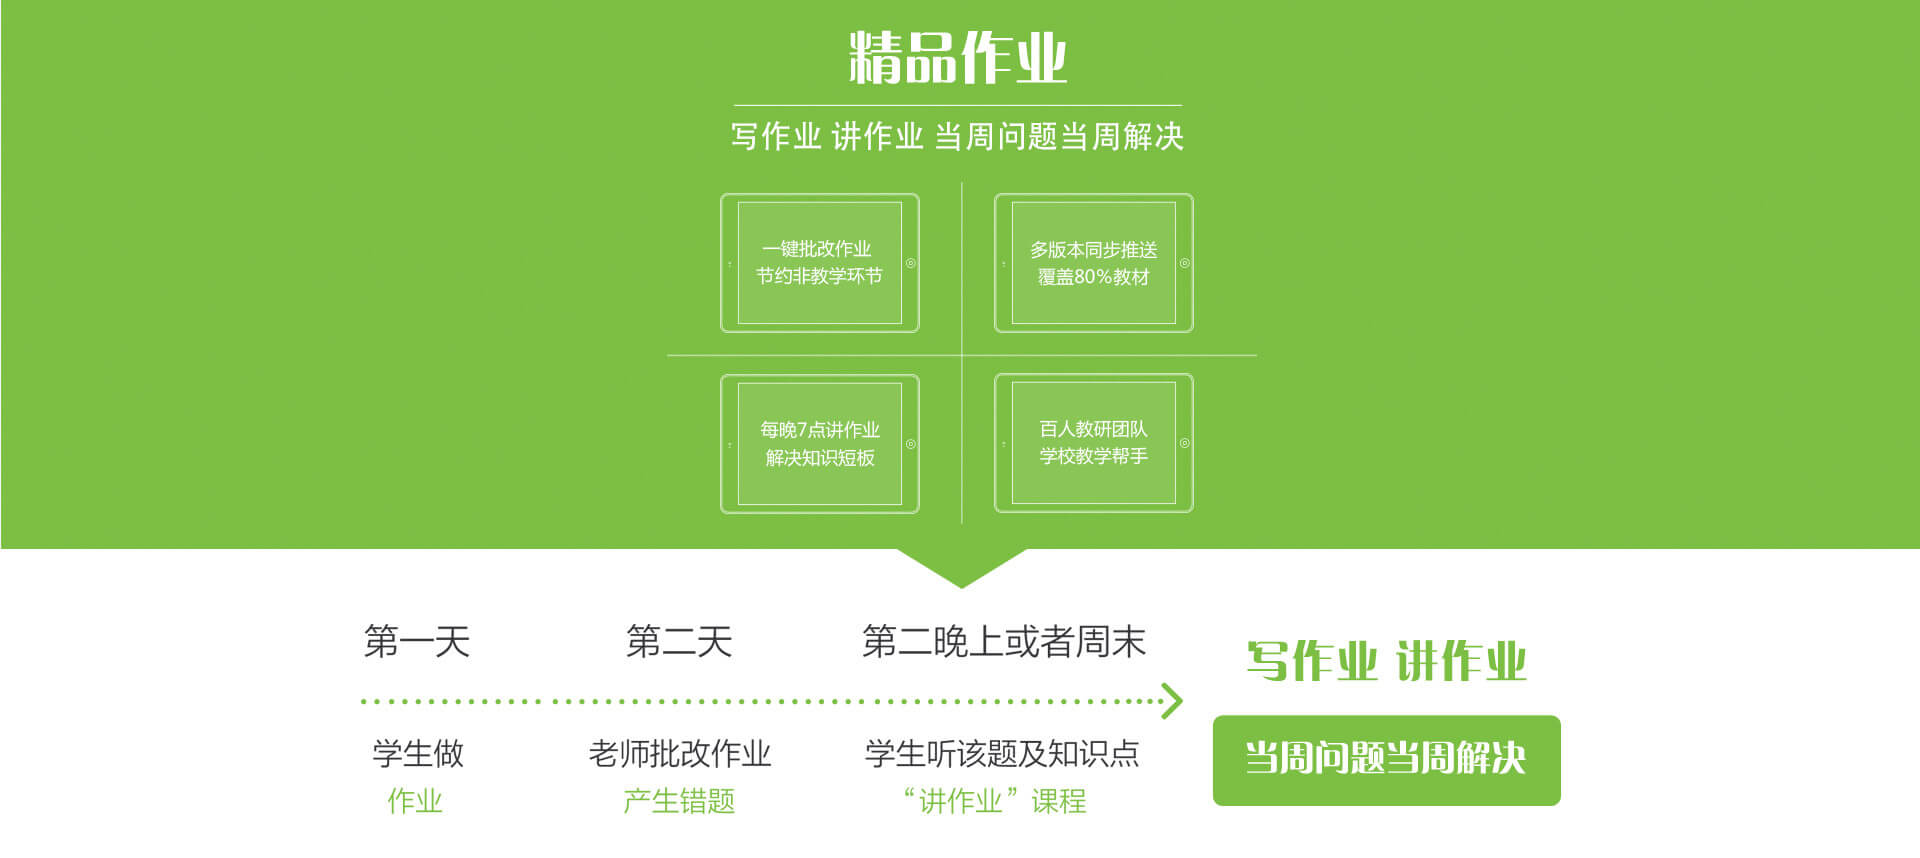 精品作业
写作业 讲作业 当周问题当周解决
一键批改作业
节约非教学环节
多版本同步推送
覆盖80%教材
每晚7点讲作业
解决知识短板
百人教研团队
学校教学帮手
第一天
第二天
第二晚上或者周末
学生做
作业
老师批改作业
产生错题
学生听该题及知识点
“讲作业”课程
写作业 讲作业
当周问题当周解决